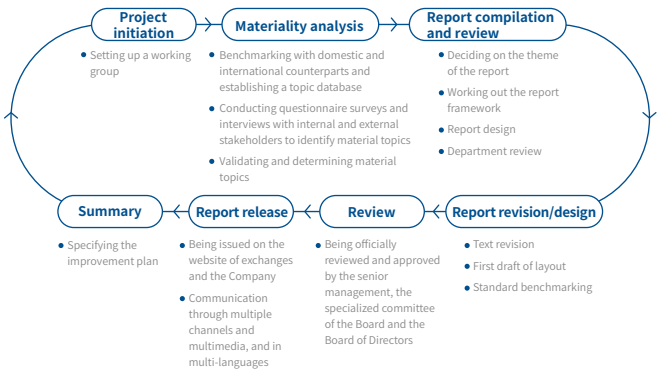 Project
initiation
Materiality analysis
Report compilation
and review
• Setting up a working
group
• Benchmarking with domestic and
international counterparts and
establishing a topic database
• Conducting questionnaire surveys and
interviews with internal and external
stakeholders to identify material topics
• Validating and determining material
topics
• Deciding on the theme
of the report
• Working out the report
framework
• Report design
• Department review
Summary
Report release
Review
Report revision/design
• Specifying the
improvement plan
• Being issued on the
website of exchanges
and the Company
• Communication
through multiple
channels and
multimedia, and in
multi-languages
• Being officially
reviewed and approved
by the senior
management, the
specialized committee
of the Board and the
Board of Directors
• Text revision
• First draft of layout
• Standard benchmarking